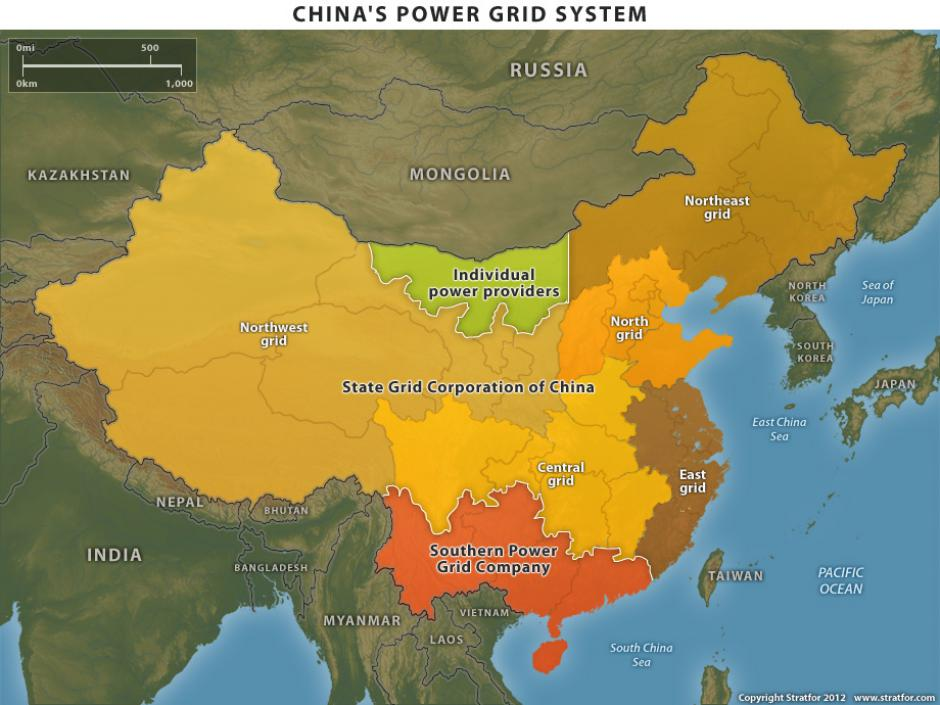 CHINA'S POWER GRID SYSTEM
0mi 500
0km 1,000
RUSSIA
KAZAKHSTAN
MONGOLIA
Northeast
grid
Individual
power providers
NORTH
KOREA
Sea of
Japan
Northwest
grid
North
grid
SOUTH
KOREA
State Grid Corporation of China
JAPAN
East China
Sea
Central
grid
East
grid
NEPAL
BHUTAN
INDIA
Southern Power
Grid Company
BANGLADESH
TAIWAN
PACIFIC
OCEAN
MYANMAR
VIETNAM
LAOS
South China
Sea
Copyright Stratfor 2012 www.stratfor.com